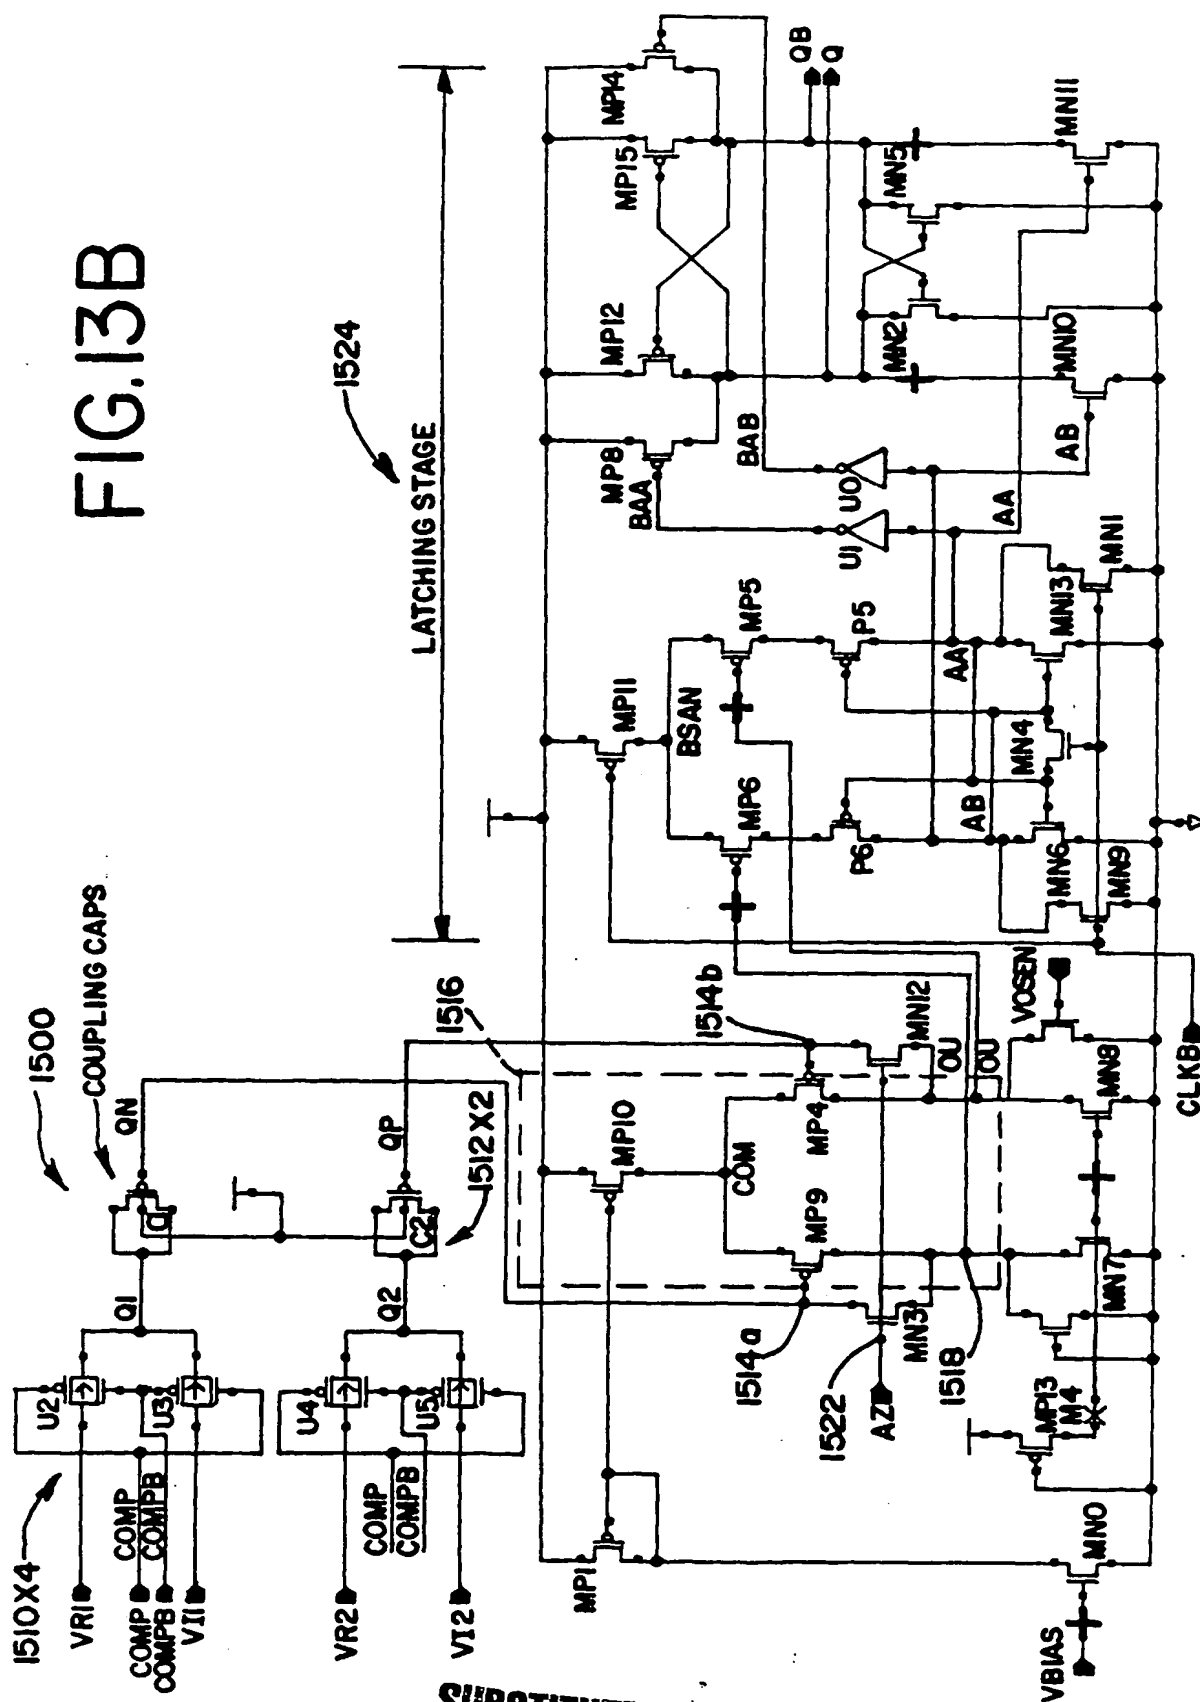 FIG.13B
1500
COUPLING CAPS
1524
LATCHING STAGE
1510X4
VR1
COMP
COMPB
VI1
COMP
COMPB
U2
U3
Q1
C1
QN
VR2
VI2
COMP
COMPB
U4
U5
Q2
C2
QP
1512X2
1516
1514b
1514a
1522
AZ
1518
MP1
MP10
COM
MP9
MP4
MN3
MN12
OU
OU
VOSEN
MN8
MN7
MP13
M4
MN0
VBIAS
CLKB
MP11
BSAN
MP6
MP5
P6
P5
AB
AA
MN4
MN6
MN9
MN13
MN1
U1
U0
BAA
BAB
AA
AB
MP8
MP12
MP15
MP14
QB
Q
MN2
MN5
MN10
MN11